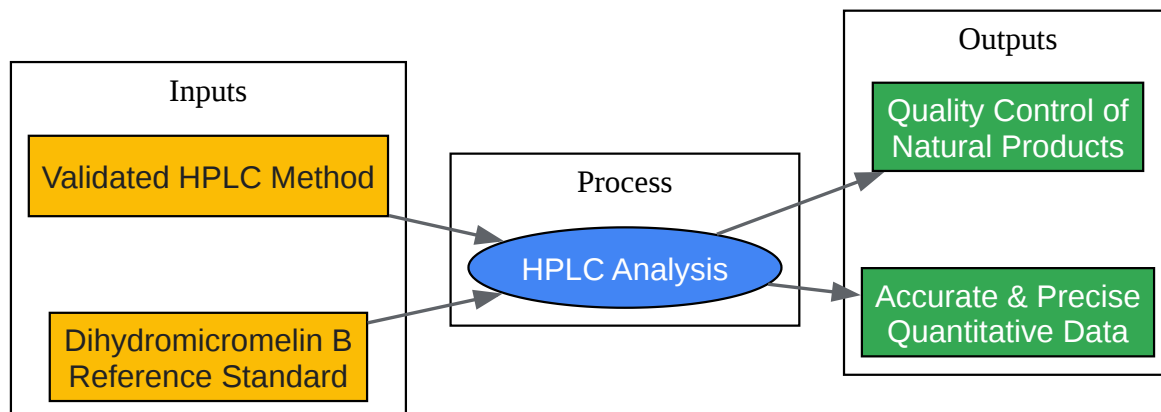 Inputs
Validated HPLC Method
Dihydromicromelin B
Reference Standard
Process
HPLC Analysis
Outputs
Quality Control of
Natural Products
Accurate & Precise
Quantitative Data